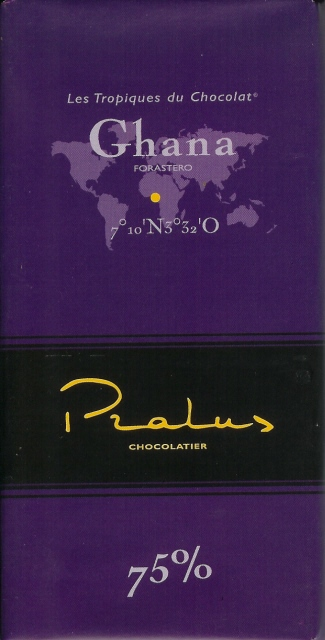 Les Tropiques du Chocolat®
Ghana
FORASTERO
7°10'N3°32'O
Pralus
CHOCOLATIER
75%